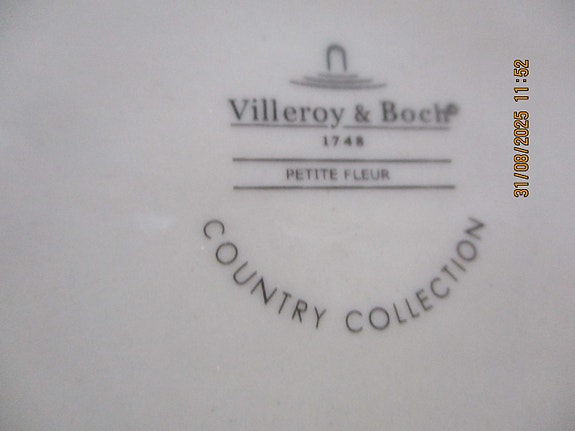 Villeroy & Boch®
1748
PETITE FLEUR
COUNTRY COLLECTION
31/08/2025 11:52